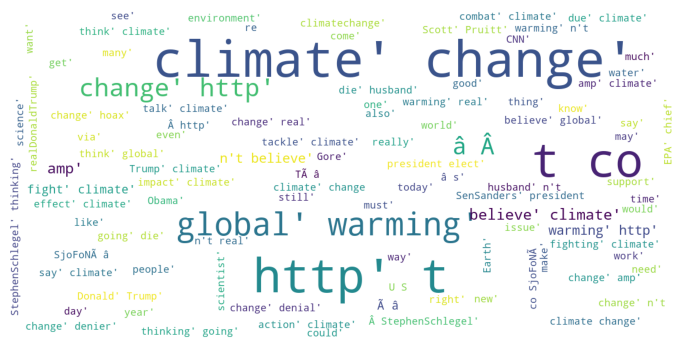 see' environment' climatechange' combat' climate' due' climate'
think' climate' re come' Scott' Pruitt' warming' n't
want' CNN'
many' climate' change' much'
get' water'
change' http' good' amp' climate'
die' husband'
realDonaldTrump' one' warming' real' thing' know'
change' hoax' also'
science' talk' climate' believe' global' say'
Â http' change' real' world'
via' even' may'
tackle' climate' really' â Â
think' global' n't believe' Gore' t co EPA' chief'
amp' Trump' climate' president' elect'
TÃ â â s' support'
fight' climate' impact' climate' climate' change today' husband' n't
still' SenSanders' president time'
effect' climate' Obama' would'
must' believe' climate'
like' global' warming' issue'
going' die' warming' http'
n't real' fighting' climate'
StephenSchlegel' thinking'
SjoFoNÃ â way' Earth' make' work'
say' climate' people' scientist' http' t co SjoFoNÃ need'
change' amp'
U S
Donald' Trump' right' new'
day' year' change' denial' Ã â change' n't
Â StephenSchlegel'
change' denier' action' climate' climate change'
thinking' going' could'